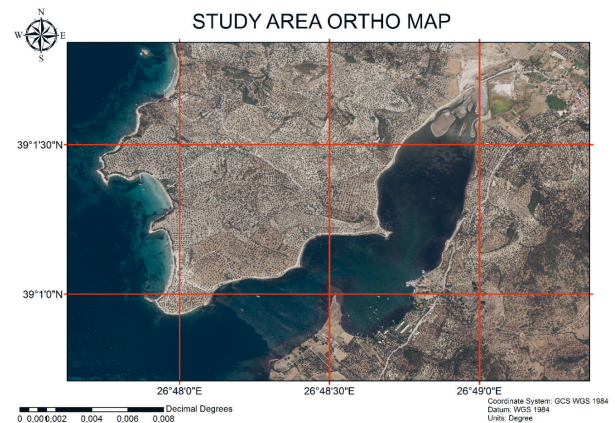 STUDY AREA ORTHO MAP
N
W E
S
39°1'30"N
39°1'0"N
26°48'0"E 26°48'30"E 26°49'0"E
0 0,001 0,002 0,004 0,006 0,008 Decimal Degrees
Coordinate System: GCS WGS 1984
Datum: WGS 1984
Units: Degree